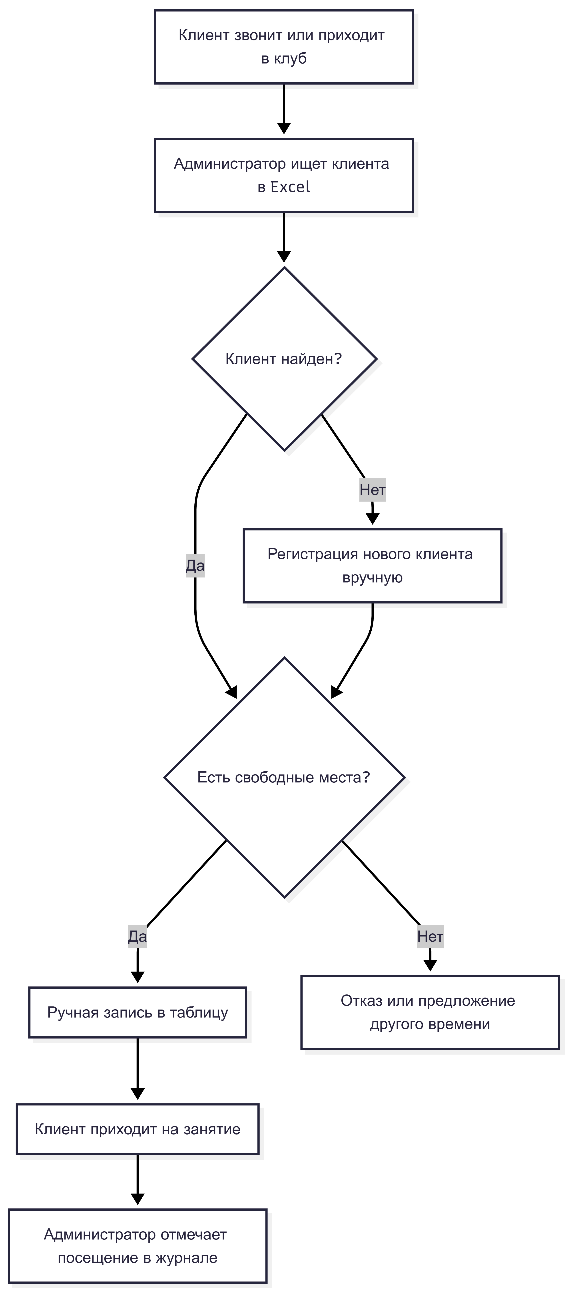 Клиент звонит или приходит
в клуб
Администратор ищет клиента
в Excel
Клиент найден?
Нет
Да
Регистрация нового клиента
вручную
Есть свободные места?
Да
Нет
Ручная запись в таблицу
Отказ или предложение
другого времени
Клиент приходит на занятие
Администратор отмечает
посещение в журнале